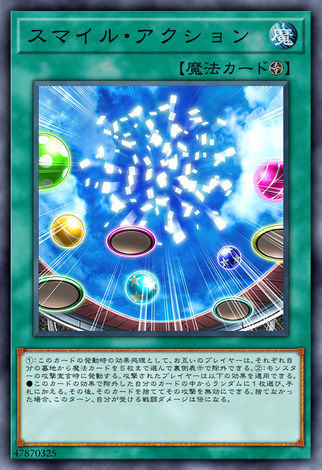 スマイル・アクション
魔
【魔法カード】
①:このカードの発動時の効果処理として、お互いのプレイヤーは、それぞれ自
分の墓地から魔法カードを5枚まで選んで裏側表示で除外できる。②:モンスタ
ーの攻撃宣言時に発動する。攻撃されたプレイヤーは以下の効果を適用できる。
●このカードの効果で除外した自分のカードの中からランダムに1枚選び、手
札に加える。その後、そのカードを捨ててその攻撃を無効にできる。捨てなかっ
た場合、このターン、自分が受ける戦闘ダメージは倍になる。
47870325